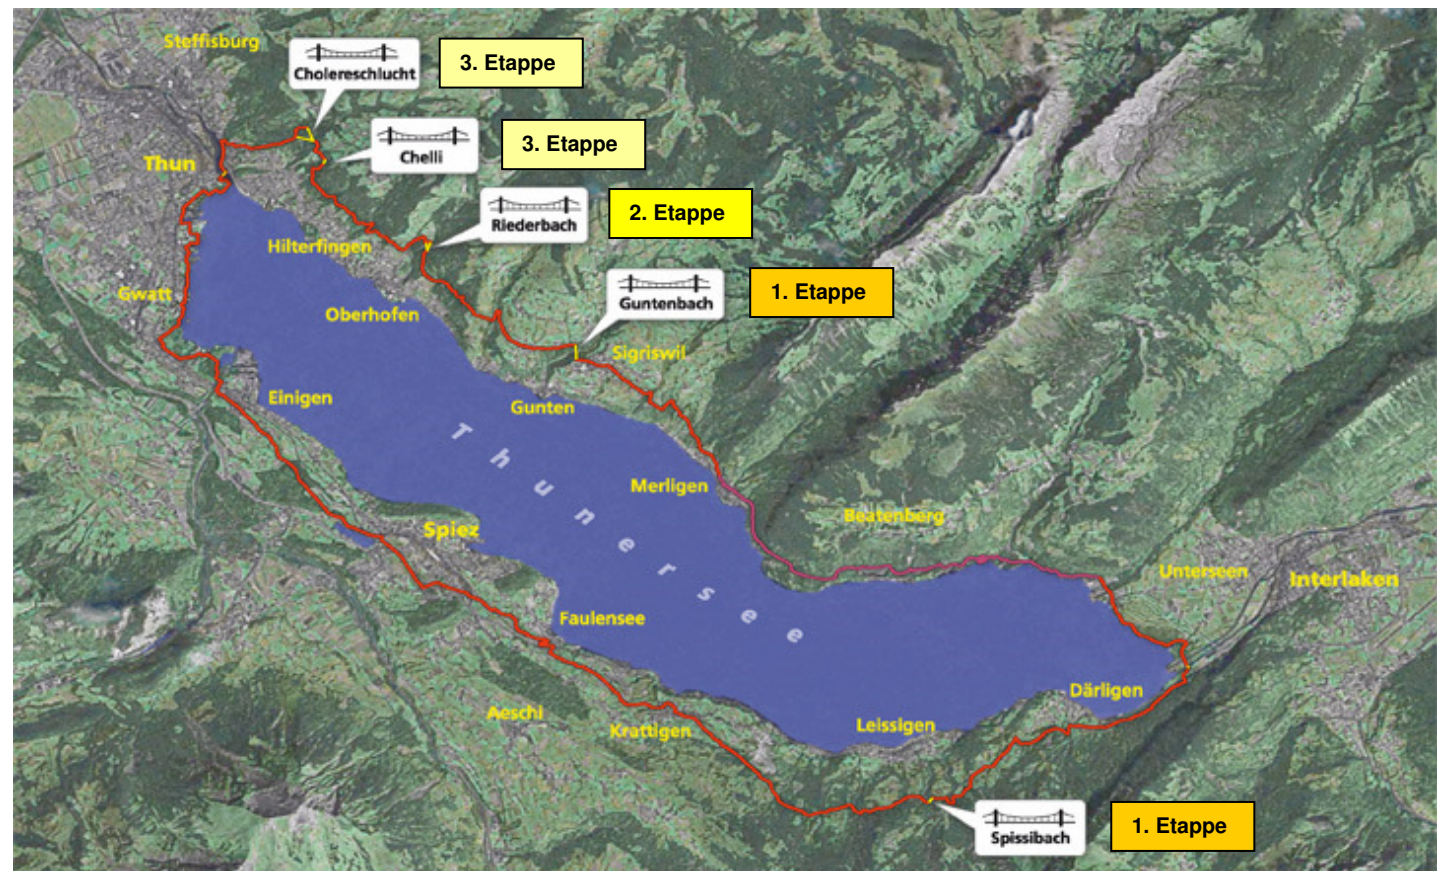 Steffisburg
Cholereschlucht
3. Etappe
Chelli
3. Etappe
Thun
Riederbach
2. Etappe
Hilterfingen
Gwatt
Guntenbach
1. Etappe
Oberhofen
Sigriswil
Einigen
Gunten
Thunersee
Merligen
Beatenberg
Spiez
Unterseen
Interlaken
Faulensee
Därligen
Aeschi
Krattigen
Leissigen
Spissibach
1. Etappe